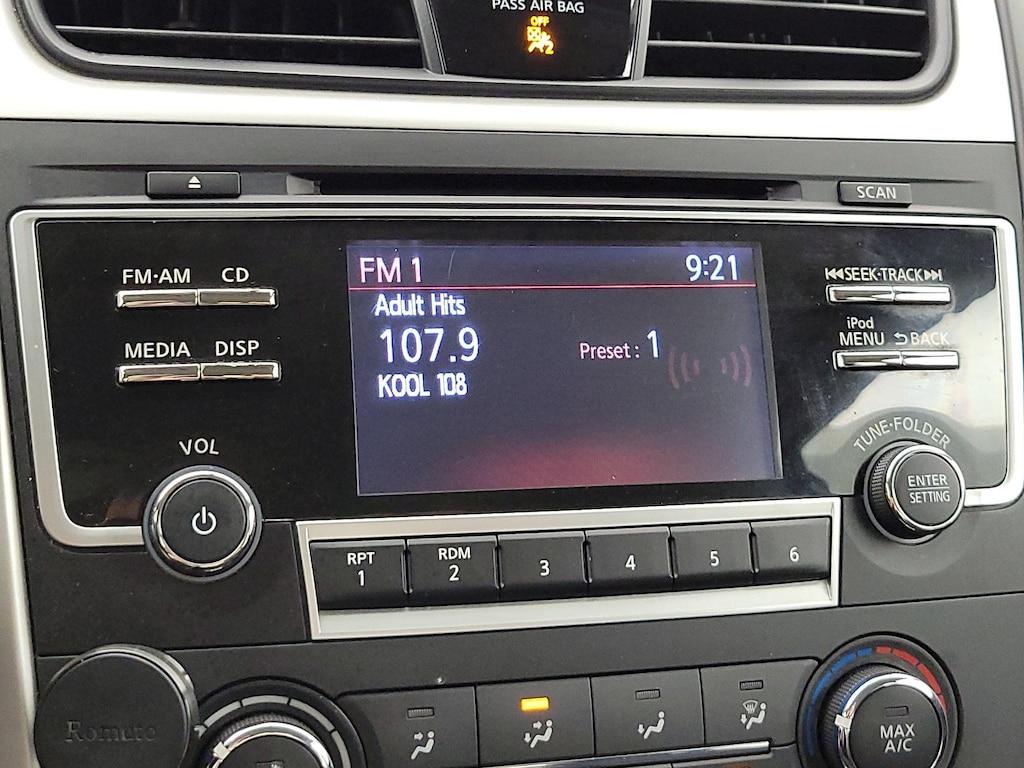 PASS AIR BAG
OFF
2
SCAN
FM·AM CD
SEEK·TRACK
MEDIA DISP
iPod
MENU BACK
VOL
FM 1 9:21
Adult Hits
107.9
Preset : 1
KOOL 108
TUNE·FOLDER
ENTER
SETTING
RPT
1
RDM
2
3
4
5
6
Romuto
MAX
A/C